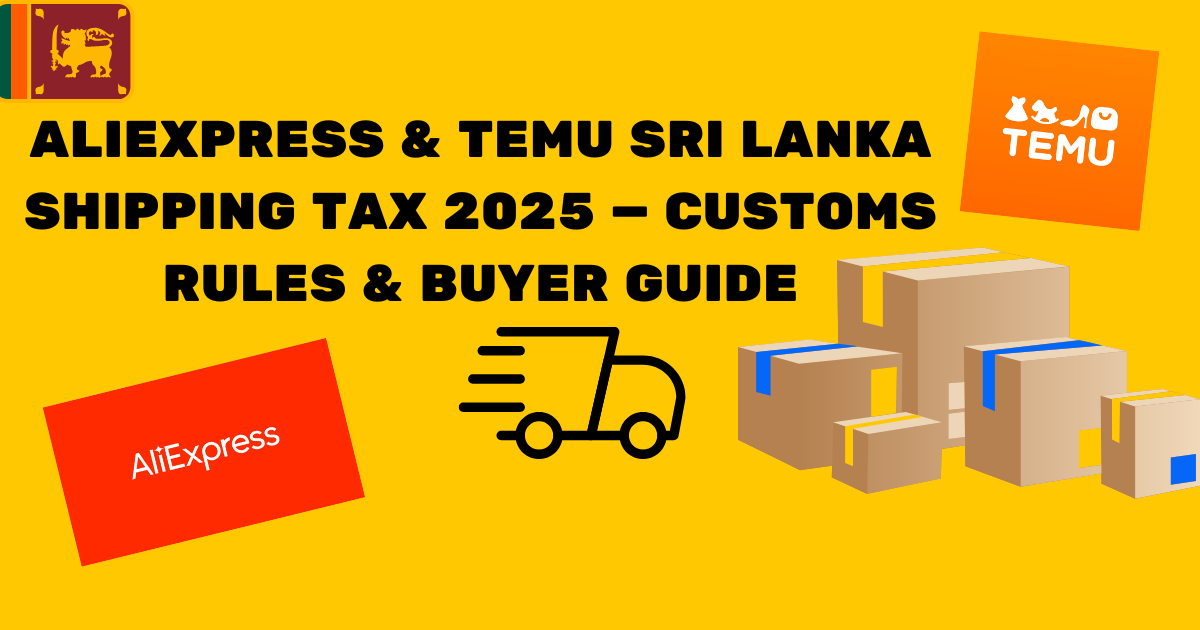 ALIEXPRESS & TEMU SRI LANKA
SHIPPING TAX 2025 – CUSTOMS
RULES & BUYER GUIDE
TEMU
AliExpress